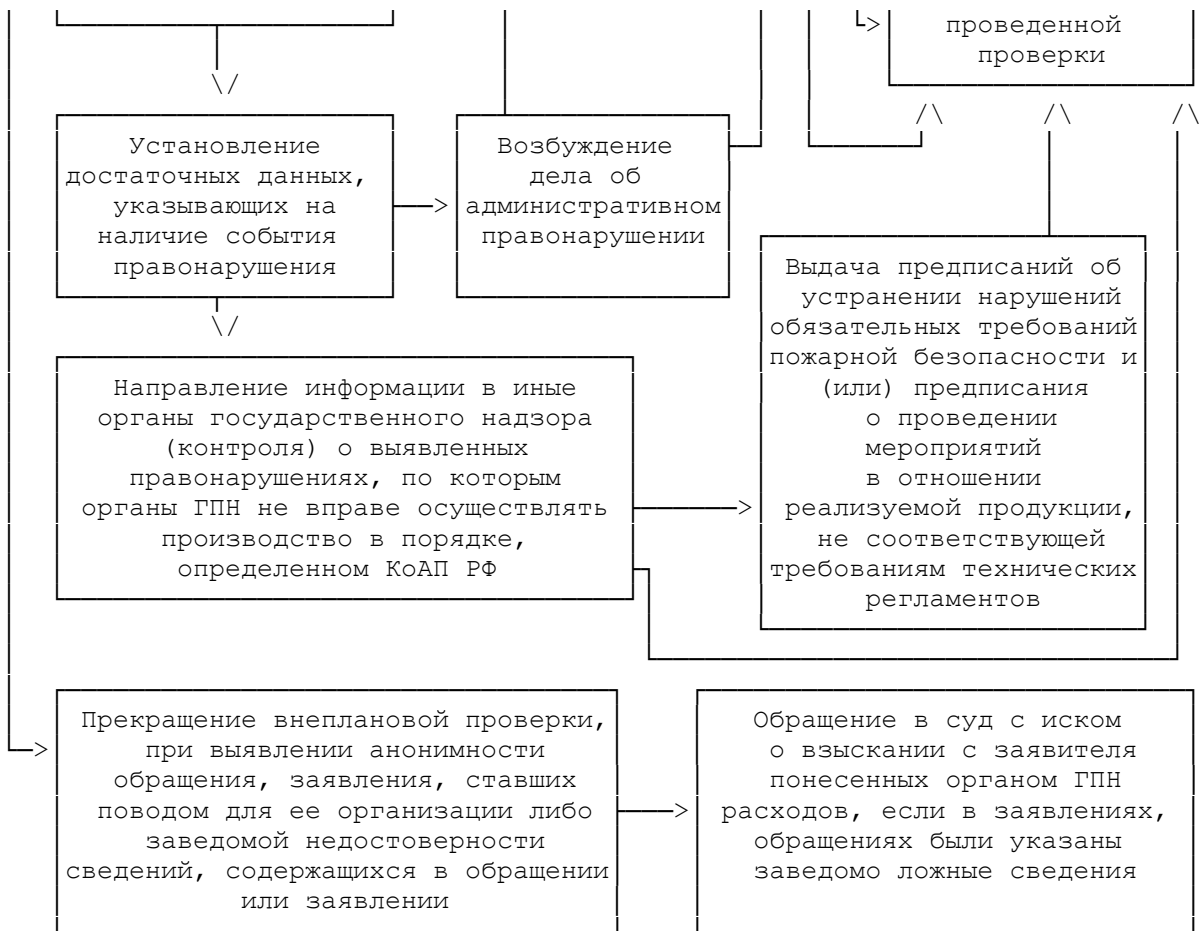 проведенной
проверки
Установление
достаточных данных,
указывающих на
наличие события
правонарушения
Возбуждение
дела об
административном
правонарушении
Выдача предписаний об
устранении нарушений
обязательных требований
пожарной безопасности и
(или) предписания
о проведении
мероприятий
в отношении
реализуемой продукции,
не соответствующей
требованиям технических
регламентов
Направление информации в иные
органы государственного надзора
(контроля) о выявленных
правонарушениях, по которым
органы ГПН не вправе осуществлять
производство в порядке,
определенном КоАП РФ
Прекращение внеплановой проверки,
при выявлении анонимности
обращения, заявления, ставших
поводом для ее организации либо
заведомой недостоверности
сведений, содержащихся в обращении
или заявлении
Обращение в суд с иском
о взыскании с заявителя
понесенных органом ГПН
расходов, если в заявлениях,
обращениях были указаны
заведомо ложные сведения